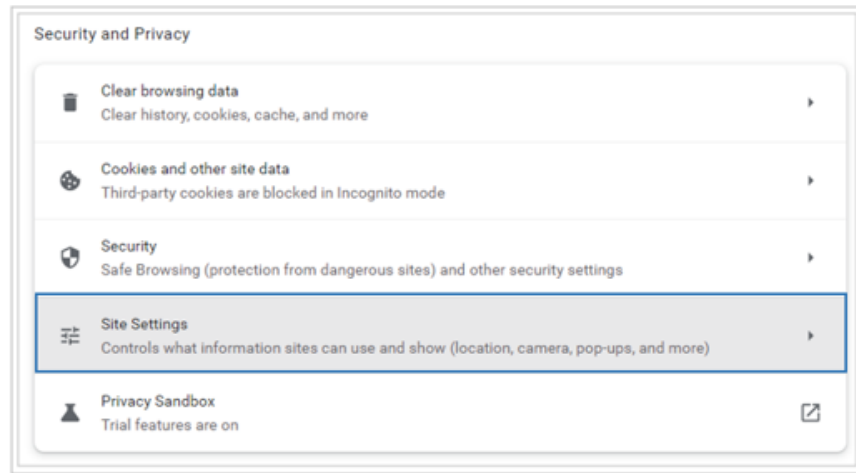 Security and Privacy
Clear browsing data
Clear history, cookies, cache, and more
Cookies and other site data
Third-party cookies are blocked in Incognito mode
Security
Safe Browsing (protection from dangerous sites) and other security settings
Site Settings
Controls what information sites can use and show (location, camera, pop-ups, and more)
Privacy Sandbox
Trial features are on